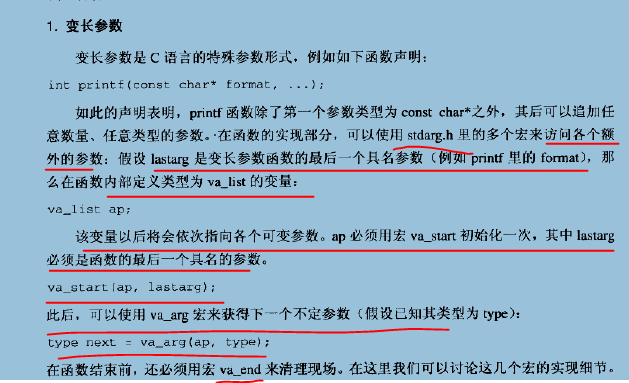 1. 变长参数
变长参数是 C 语言的特殊参数形式，例如如下函数声明：
int printf(const char* format, ...);
如此的声明表明，printf 函数除了第一个参数类型为 const char*之外，其后可以追加任
意数量、任意类型的参数。在函数的实现部分，可以使用 stdarg.h 里的多个宏来访问各个额
外的参数：假设 lastarg 是变长参数函数的最后一个具名参数（例如 printf 里的 format），那
么在函数内部定义类型为 va_list 的变量：
va_list ap;
该变量以后将会依次指向各个可变参数。ap 必须用宏 va_start 初始化一次，其中 lastarg
必须是函数的最后一个具名的参数。
va_start(ap, lastarg);
此后，可以使用 va_arg 宏来获得下一个不定参数（假设已知其类型为 type）：
type next = va_arg(ap, type);
在函数结束前，还必须用宏 va_end 来清理现场。在这里我们可以讨论这几个宏的实现细节。